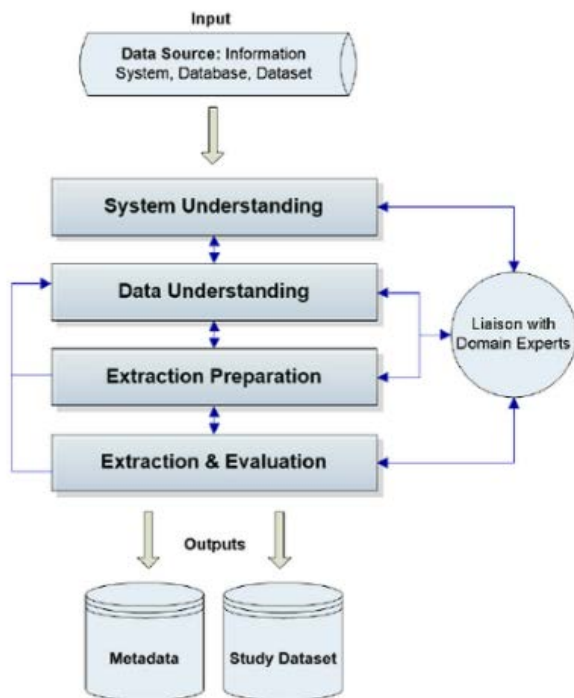 Input
Data Source: Information
System, Database, Dataset
System Understanding
Data Understanding
Liaison with
Domain Experts
Extraction Preparation
Extraction & Evaluation
Outputs
Metadata
Study Dataset